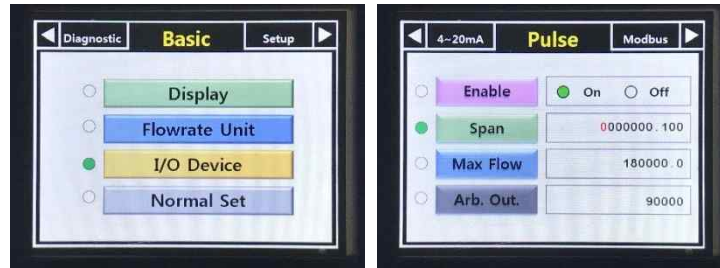 Diagnostic Basic Setup
Display
Flowrate Unit
I/O Device
Normal Set
4~20mA Pulse Modbus
Enable On Off
Span 0000000.100
Max Flow 180000.0
Arb. Out. 90000